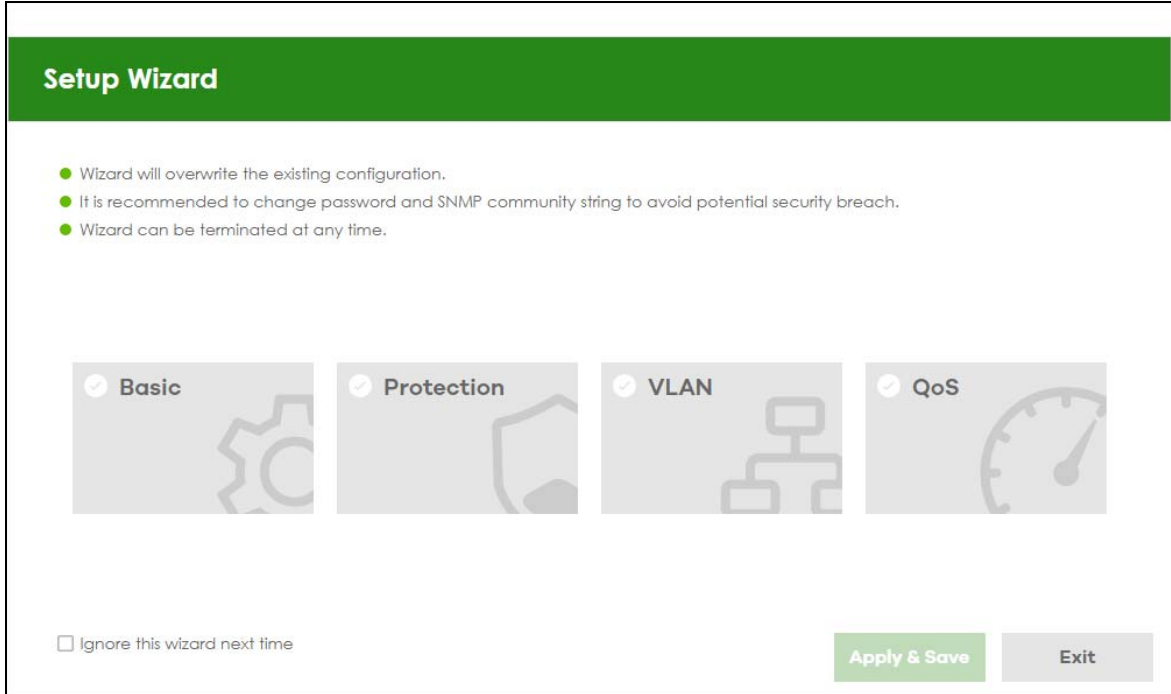 Setup Wizard
Wizard will overwrite the existing configuration.
It is recommended to change password and SNMP community string to avoid potential security breach.
Wizard can be terminated at any time.
Basic
Protection
VLAN
QoS
Ignore this wizard next time
Apply & Save
Exit